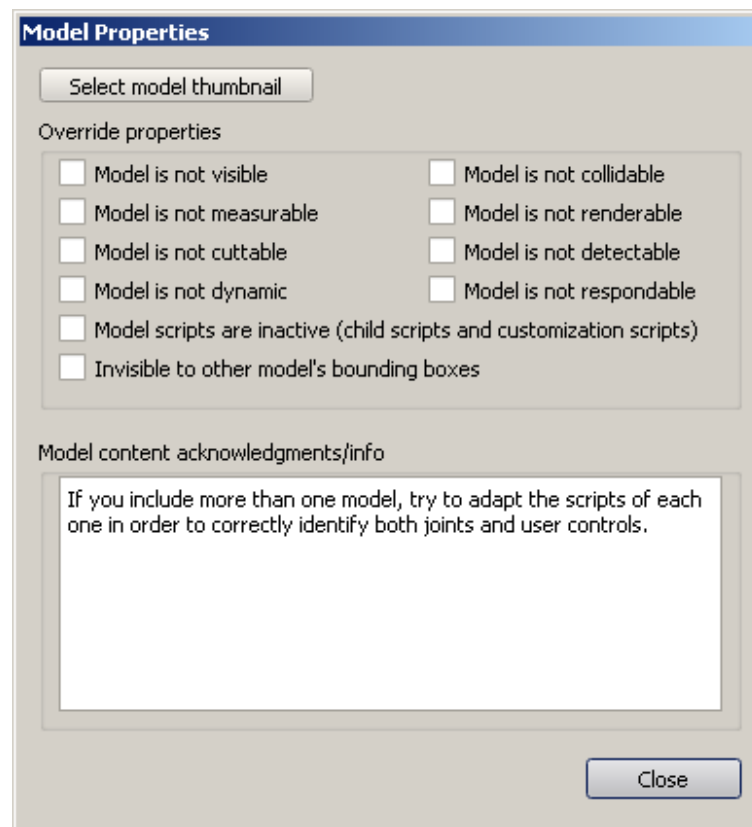 Model Properties
Select model thumbnail
Override properties
Model is not visible
Model is not collidable
Model is not measurable
Model is not renderable
Model is not cuttable
Model is not detectable
Model is not dynamic
Model is not respondable
Model scripts are inactive (child scripts and customization scripts)
Invisible to other model's bounding boxes
Model content acknowledgments/info
If you include more than one model, try to adapt the scripts of each
one in order to correctly identify both joints and user controls.
Close